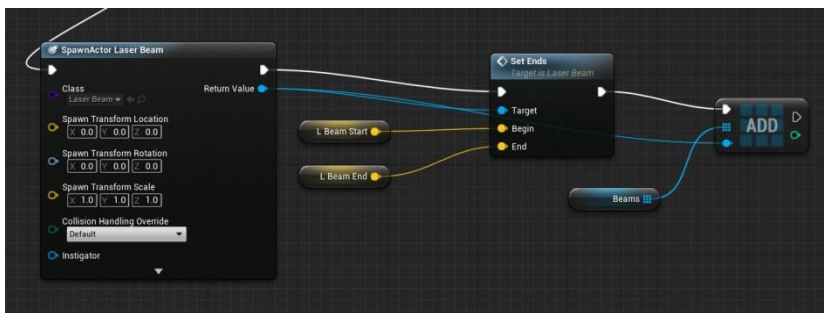 SpawnActor Laser Beam
Class
Laser Beam
Return Value
Spawn Transform Location
X 0.0 Y 0.0 Z 0.0
Spawn Transform Rotation
X 0.0 Y 0.0 Z 0.0
Spawn Transform Scale
X 1.0 Y 1.0 Z 1.0
Collision Handling Override
Default
Instigator
L Beam Start
L Beam End
Set Ends
Target is Laser Beam
Target
Begin
End
Beams
ADD